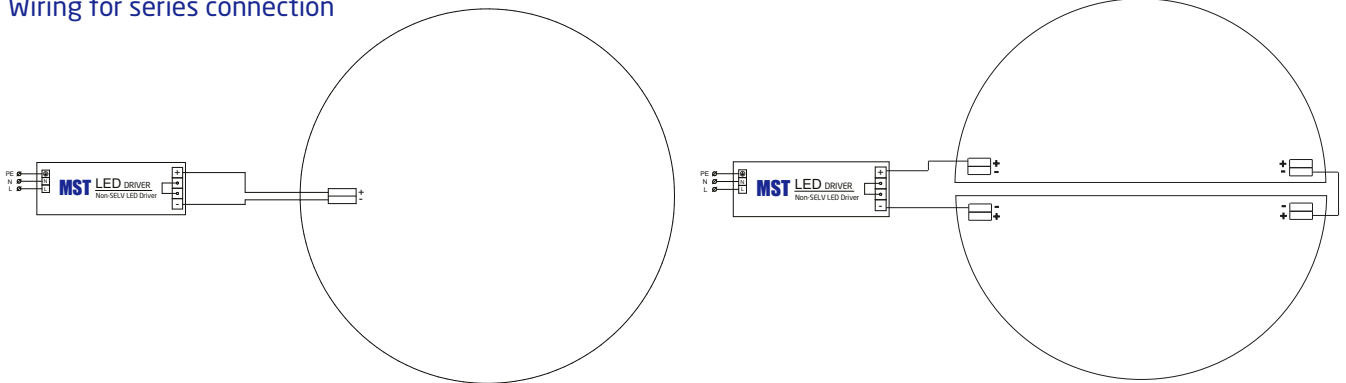 Wiring for series connection
PE
N
L
N
L
MST LED DRIVER
Non-SELV LED Driver
+
-
+
-
PE
N
L
N
L
MST LED DRIVER
Non-SELV LED Driver
+
-
+
-
+
-
-
+
-
+